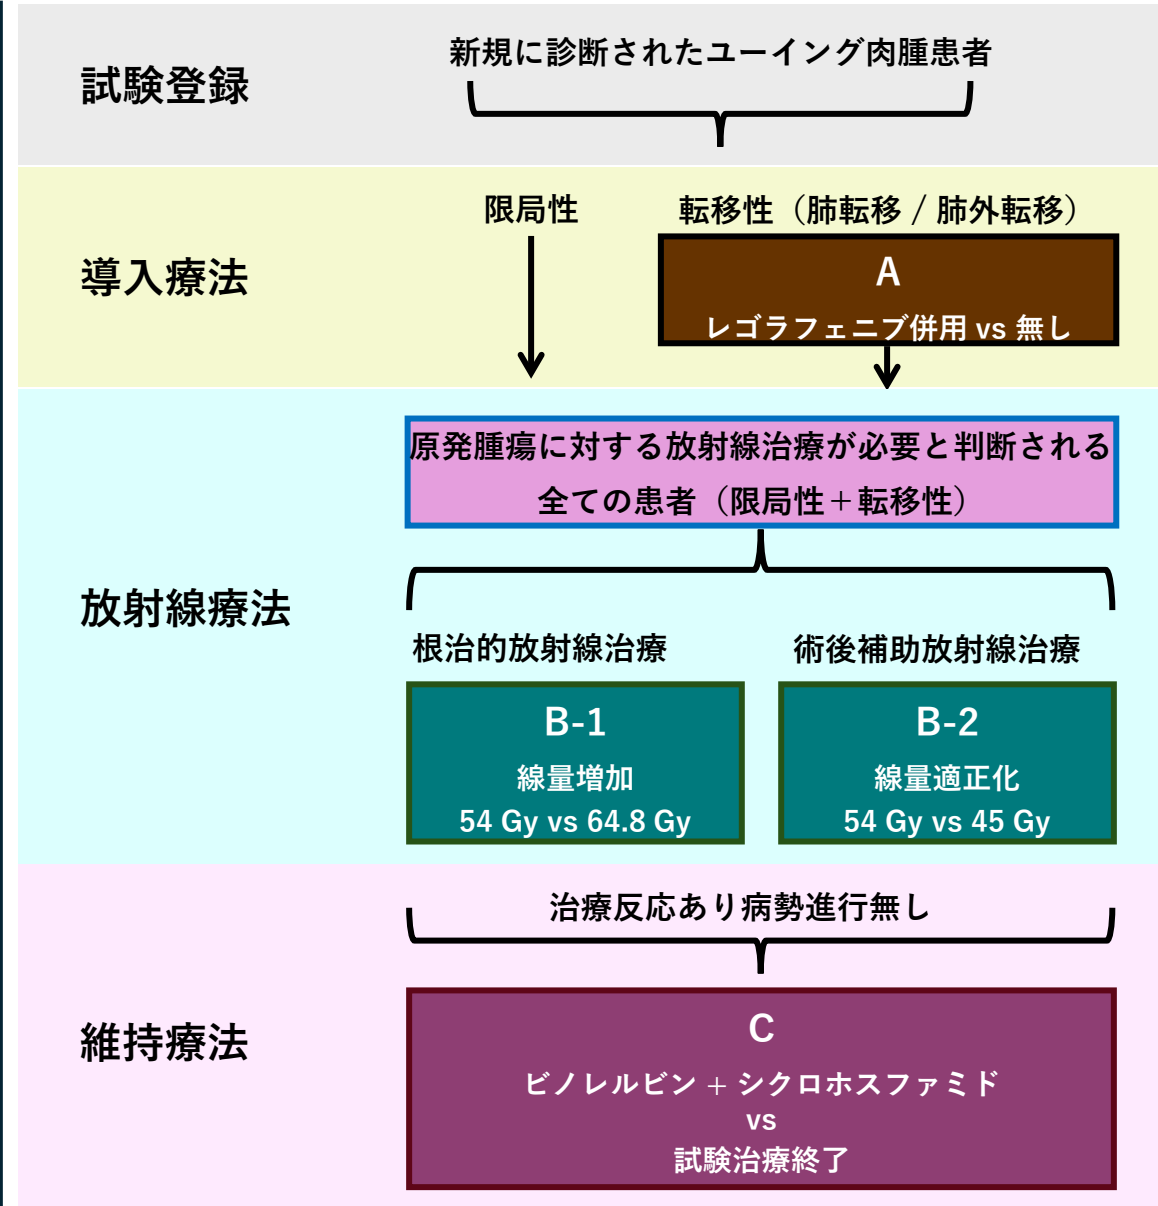 試験登録
新規に診断されたユーイング肉腫患者
導入療法
限局性
転移性（肺転移 / 肺外転移）
A
レゴラフェニブ併用 vs 無し
放射線療法
原発腫瘍に対する放射線治療が必要と判断される
全ての患者（限局性＋転移性）
根治的放射線治療
B-1
線量増加
54 Gy vs 64.8 Gy
術後補助放射線治療
B-2
線量適正化
54 Gy vs 45 Gy
維持療法
治療反応あり病勢進行無し
C
ビノレルビン + シクロホスファミド
vs
試験治療終了